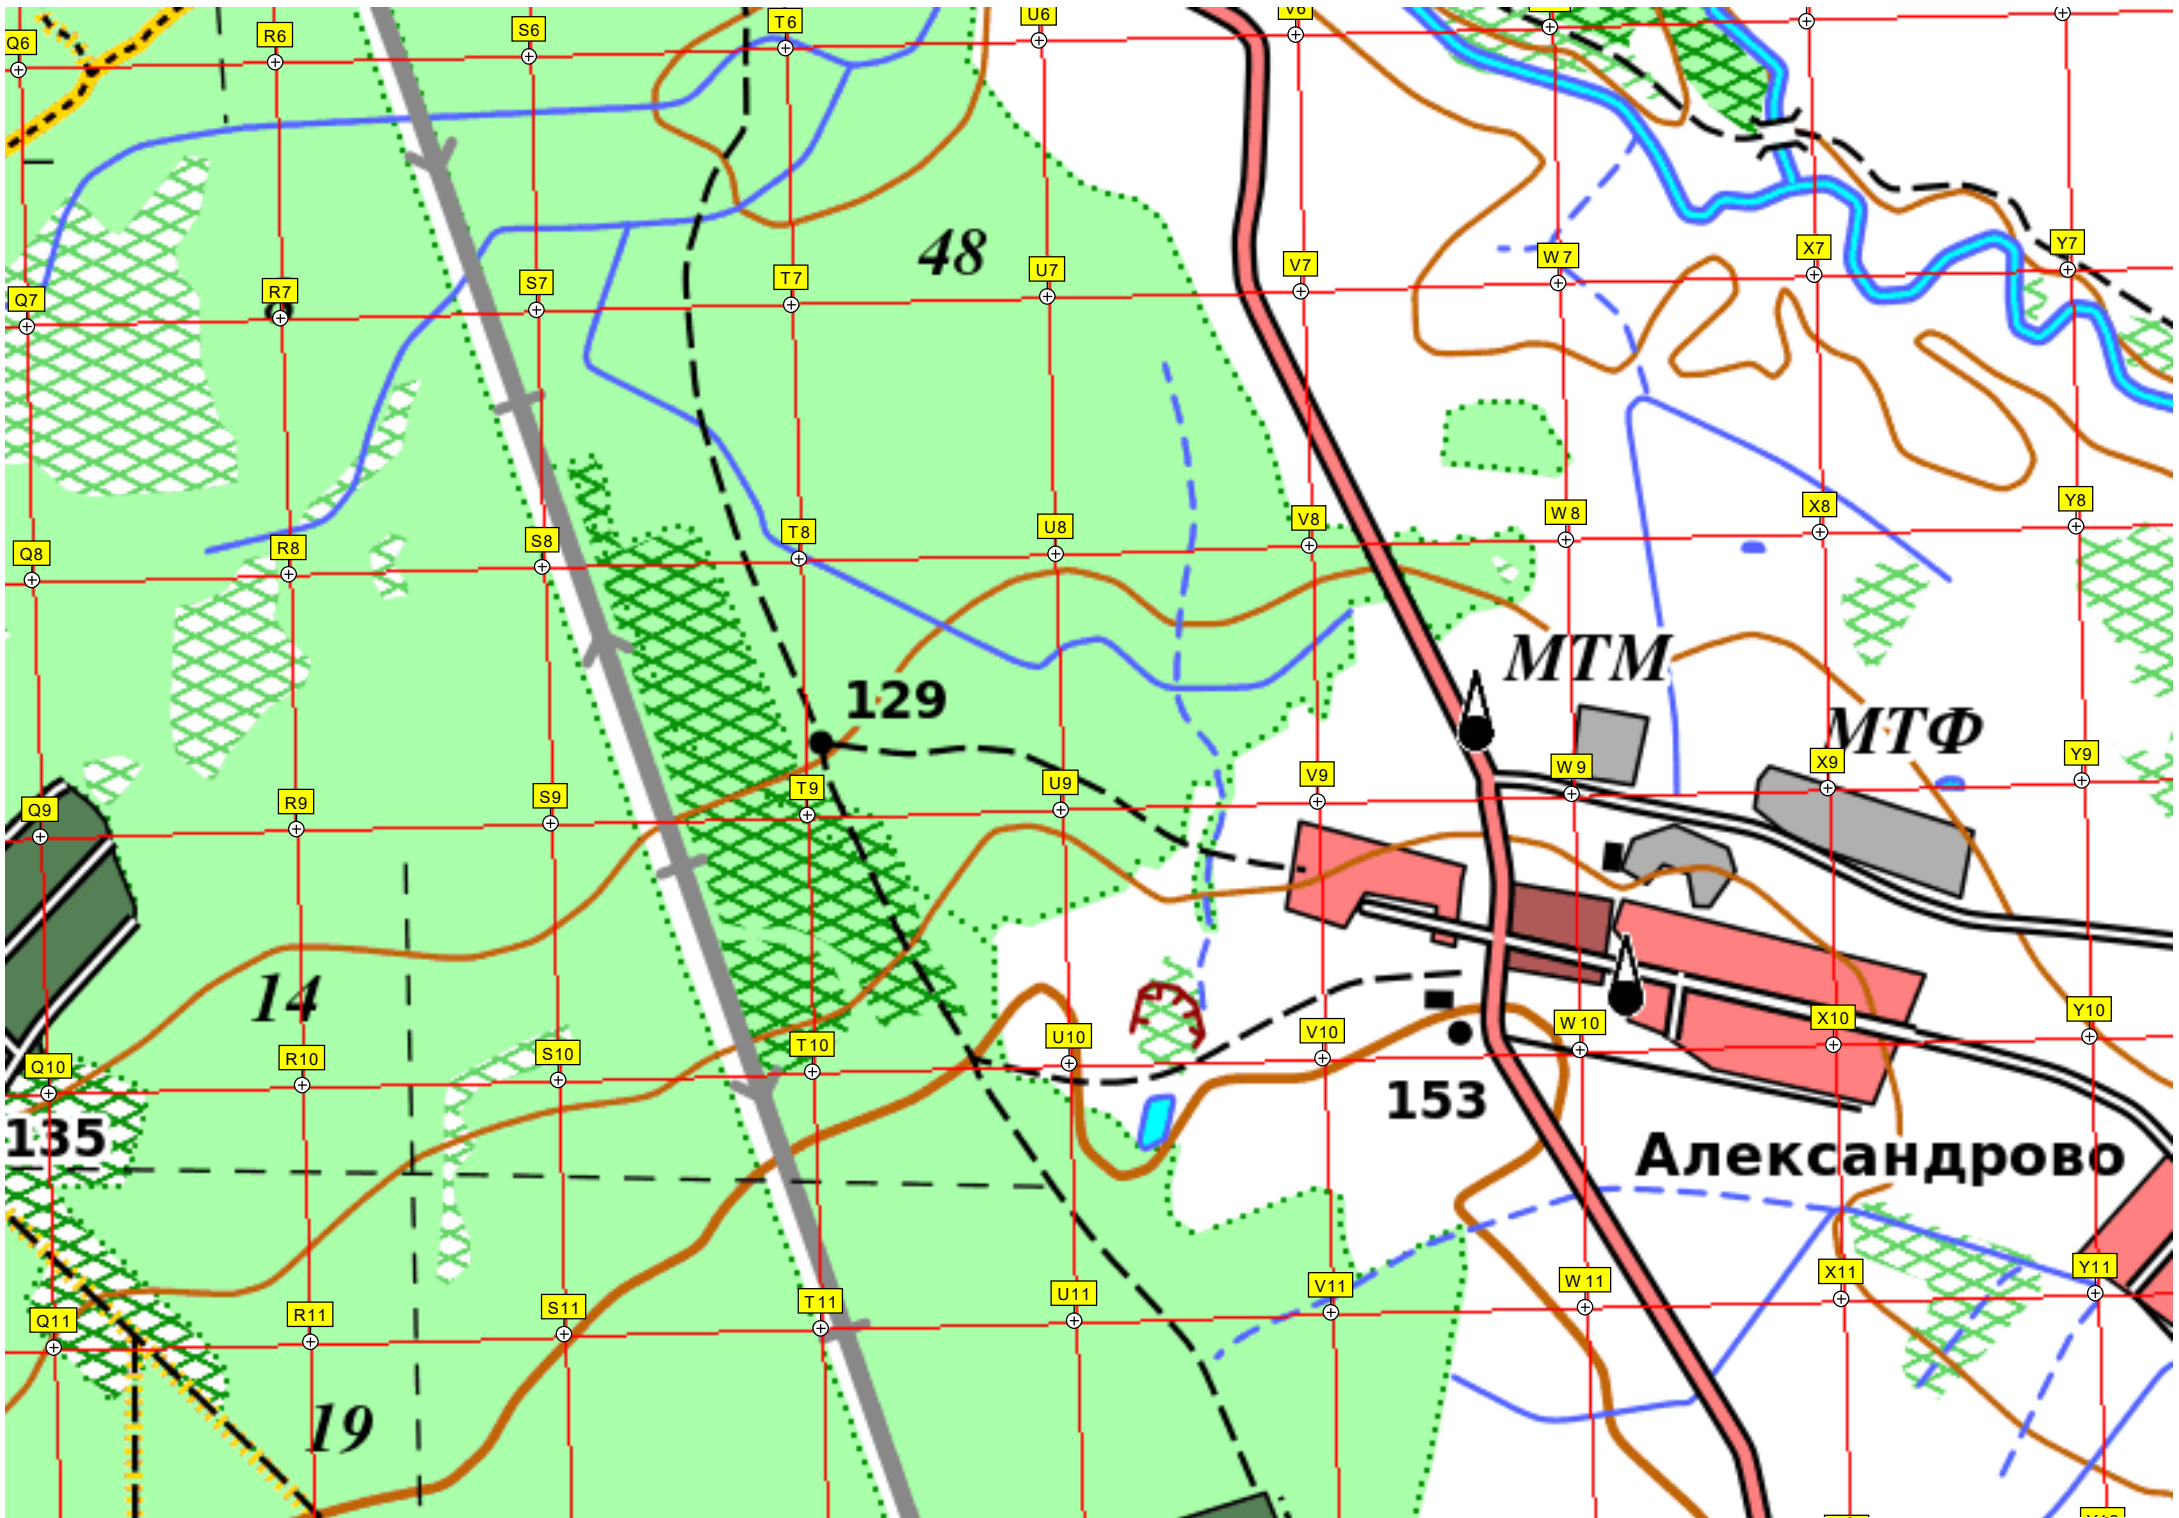 Q6 R6 S6 T6 U6 V6
48
Q7 R7 S7 T7 U7 V7 W7 X7 Y7
Q8 R8 S8 T8 U8 V8 W8 X8 Y8
МТМ
129
МТФ
Q9 R9 S9 T9 U9 V9 W9 X9 Y9
14
Q10 R10 S10 T10 U10 V10 W10 X10 Y10
153
135
Александрово
Q11 R11 S11 T11 U11 V11 W11 X11 Y11
19